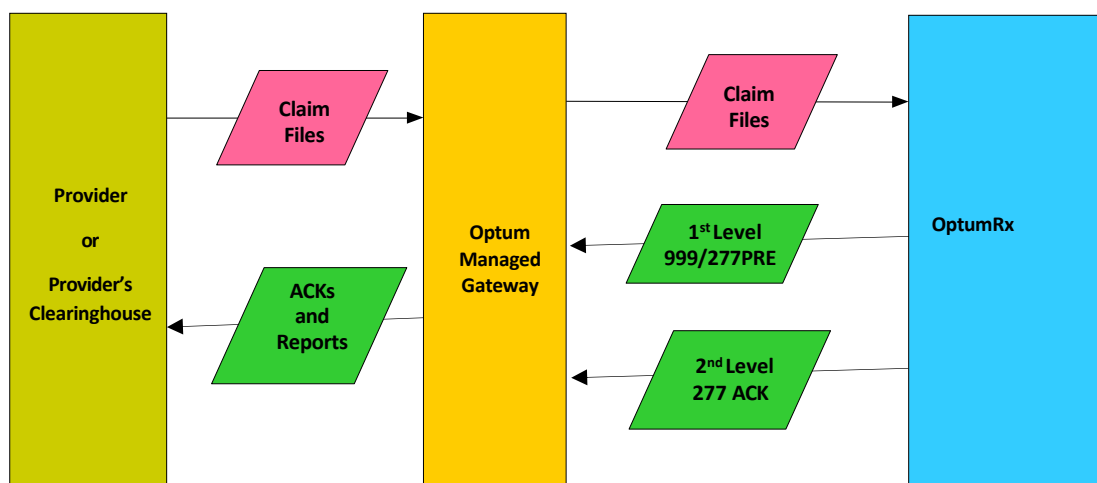 Provider
or
Provider’s
Clearinghouse
Claim
Files
ACKs
and
Reports
Optum
Managed
Gateway
Claim
Files
1st Level
999/277PRE
2nd Level
277 ACK
OptumRx